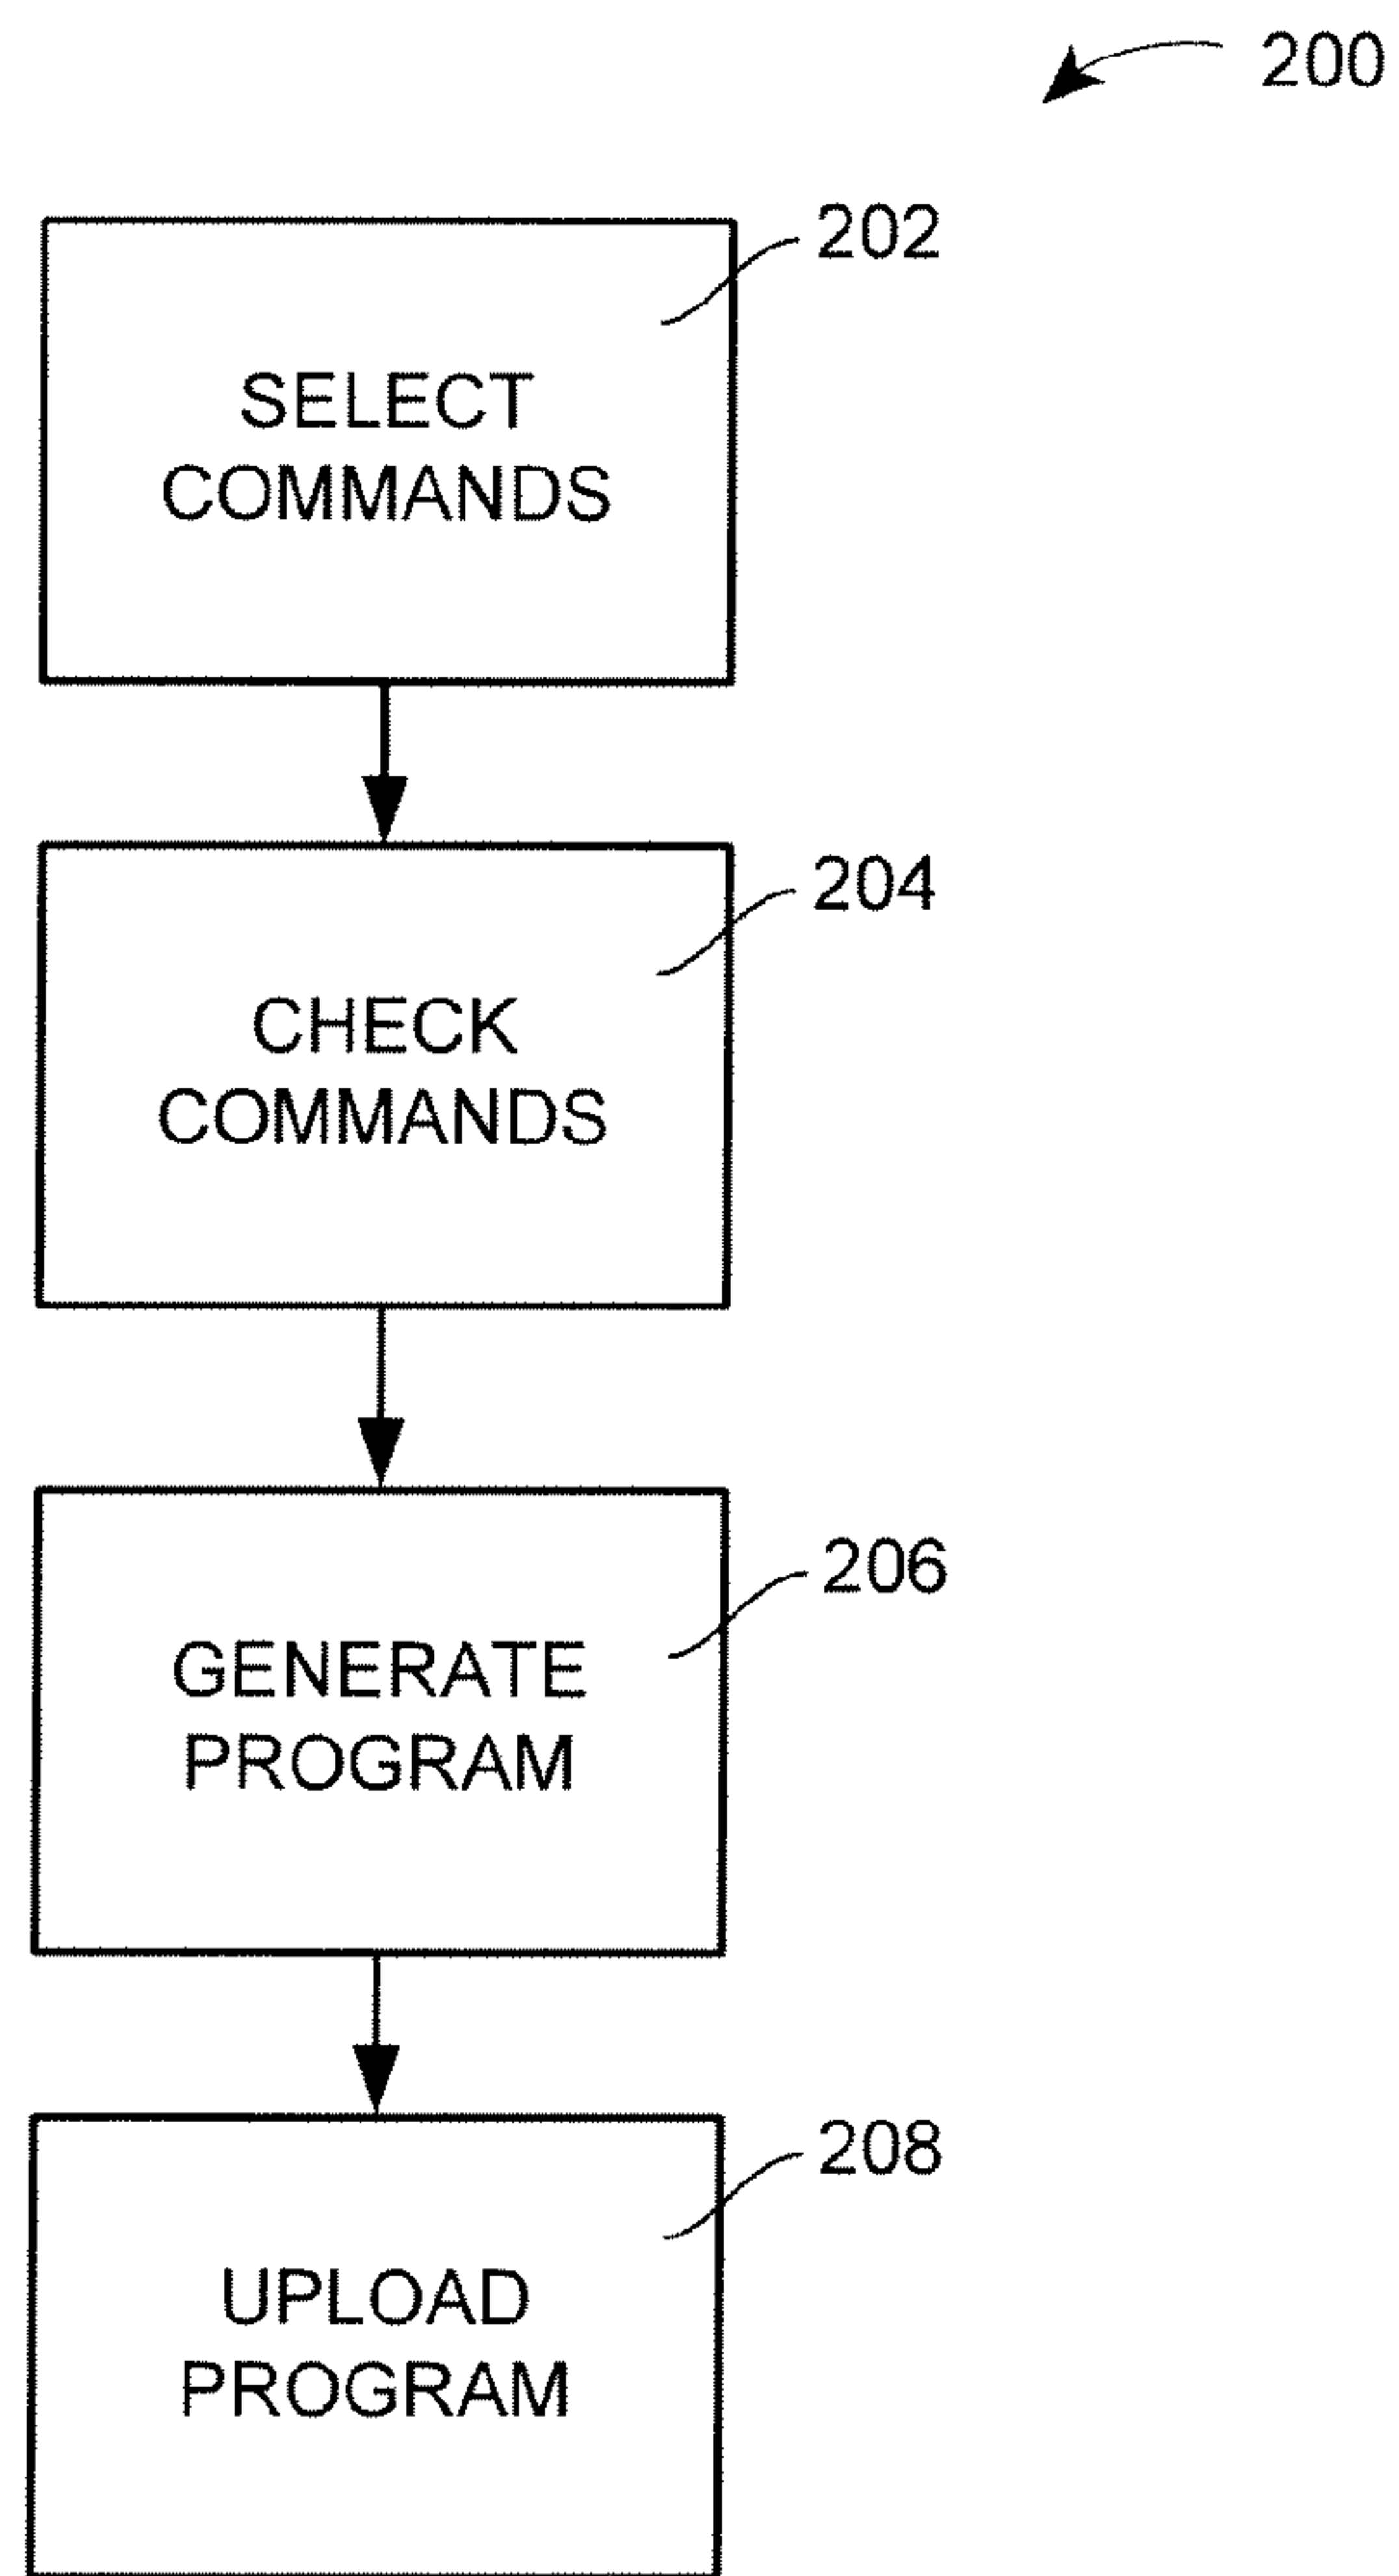 200
202
SELECT
COMMANDS
204
CHECK
COMMANDS
206
GENERATE
PROGRAM
208
UPLOAD
PROGRAM